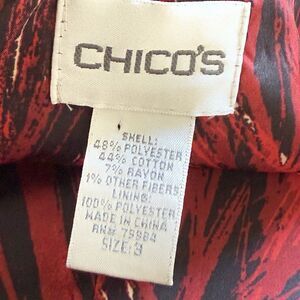 CHICO'S
SHELL:
48% POLYESTER
44% COTTON
7% RAYON
1% OTHER FIBERS
LINING:
100% POLYESTER
MADE IN CHINA
RN# 79984
SIZE: 3